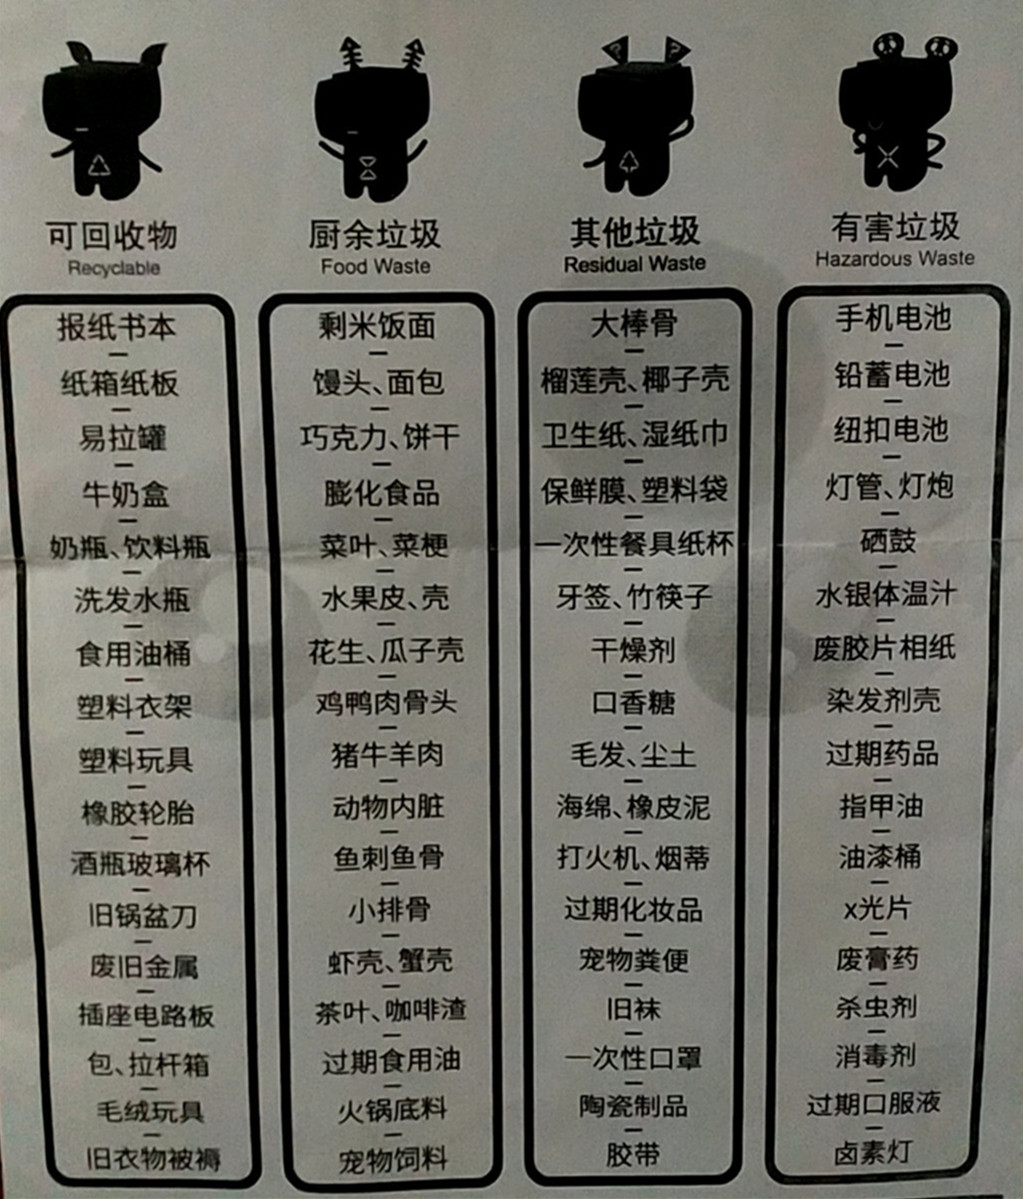 可回收物
Recyclable
报纸书本
纸箱纸板
易拉罐
牛奶盒
奶瓶、饮料瓶
洗发水瓶
食用油桶
塑料衣架
塑料玩具
橡胶轮胎
酒瓶玻璃杯
旧锅盆刀
废旧金属
插座电路板
包、拉杆箱
毛绒玩具
旧衣物被褥
厨余垃圾
Food Waste
剩米饭面
馒头、面包
巧克力、饼干
膨化食品
菜叶、菜梗
水果皮、壳
花生、瓜子壳
鸡鸭肉骨头
猪牛羊肉
动物内脏
鱼刺鱼骨
小排骨
虾壳、蟹壳
茶叶、咖啡渣
过期食用油
火锅底料
宠物饲料
其他垃圾
Residual Waste
大棒骨
榴莲壳、椰子壳
卫生纸、湿纸巾
保鲜膜、塑料袋
一次性餐具纸杯
牙签、竹筷子
干燥剂
口香糖
毛发、尘土
海绵、橡皮泥
打火机、烟蒂
过期化妆品
宠物粪便
旧袜
一次性口罩
陶瓷制品
胶带
有害垃圾
Hazardous Waste
手机电池
铅蓄电池
纽扣电池
灯管、灯炮
硒鼓
水银体温汁
废胶片相纸
染发剂壳
过期药品
指甲油
油漆桶
x光片
废膏药
杀虫剂
消毒剂
过期口服液
卤素灯